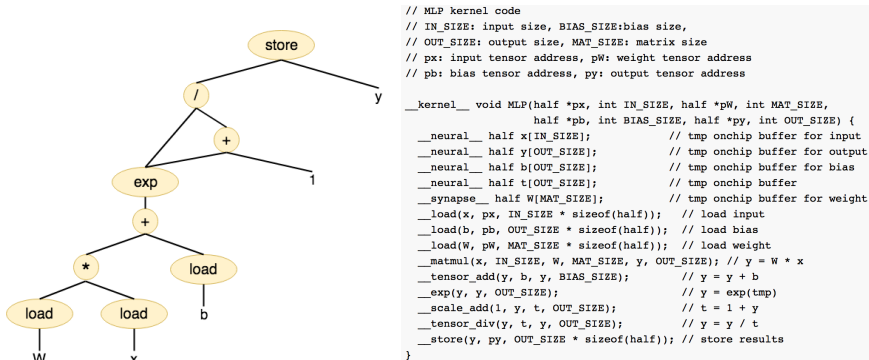 store
/
y
+
exp
1
+
*
load
load
load
b
W
x
// MLP kernel code
// IN_SIZE: input size, BIAS_SIZE:bias size,
// OUT_SIZE: output size, MAT_SIZE: matrix size
// px: input tensor address, pW: weight tensor address
// pb: bias tensor address, py: output tensor address
__kernel__ void MLP(half *px, int IN_SIZE, half *pW, int MAT_SIZE,
half *pb, int BIAS_SIZE, half *py, int OUT_SIZE) {
__neural__ half x[IN_SIZE]; // tmp onchip buffer for input
__neural__ half y[OUT_SIZE]; // tmp onchip buffer for output
__neural__ half b[OUT_SIZE]; // tmp onchip buffer for bias
__neural__ half t[OUT_SIZE]; // tmp onchip buffer
__synapse__ half W[MAT_SIZE]; // tmp onchip buffer for weight
__load(x, px, IN_SIZE * sizeof(half)); // load input
__load(b, pb, OUT_SIZE * sizeof(half)); // load bias
__load(W, pW, MAT_SIZE * sizeof(half)); // load weight
__matmul(x, IN_SIZE, W, MAT_SIZE, y, OUT_SIZE); // y = W * x
__tensor_add(y, b, y, BIAS_SIZE); // y = y + b
__exp(y, y, OUT_SIZE); // y = exp(tmp)
__scale_add(1, y, t, OUT_SIZE); // t = 1 + y
__tensor_div(y, t, y, OUT_SIZE); // y = y / t
__store(y, py, OUT_SIZE * sizeof(half)); // store results
}